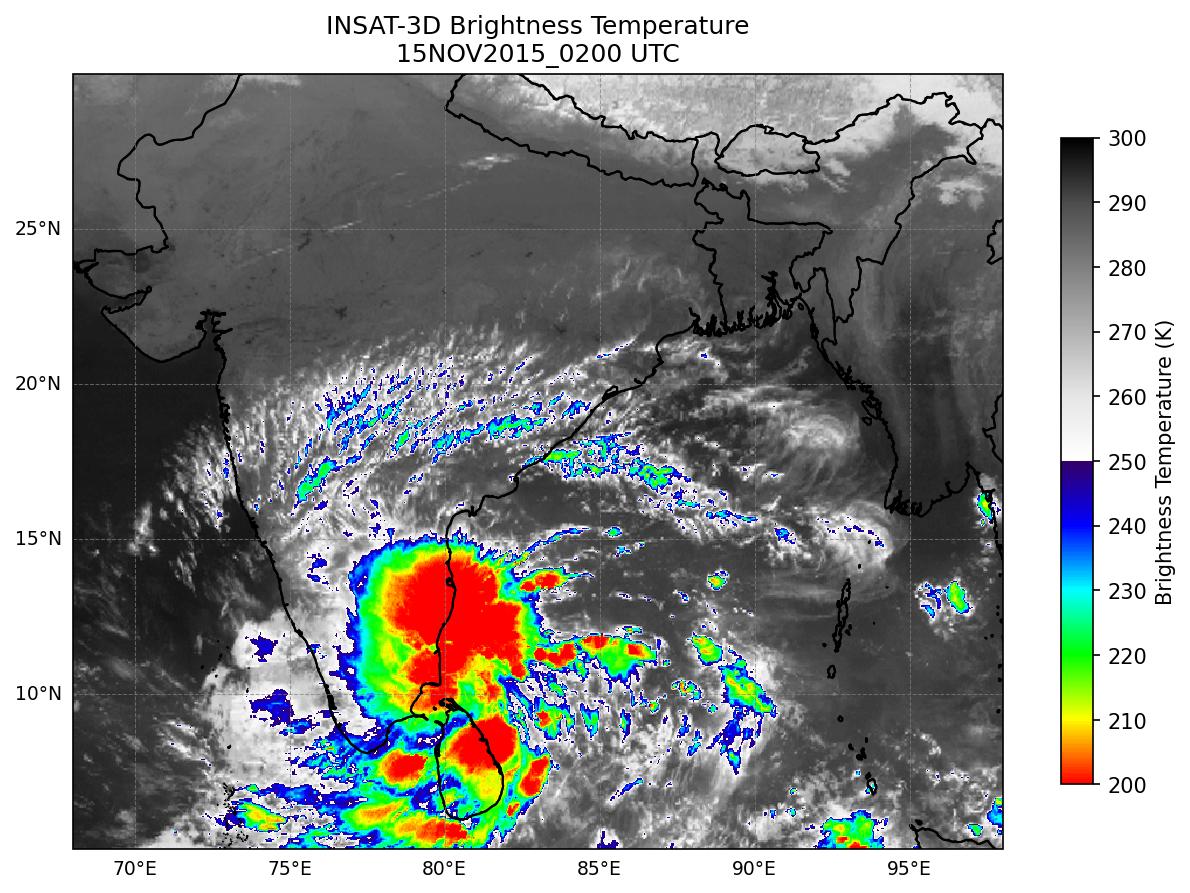 INSAT-3D Brightness Temperature
15NOV2015_0200 UTC
25°N
20°N
15°N
10°N
70°E
75°E
80°E
85°E
90°E
95°E
300
290
280
270
260
250
240
230
220
210
200
Brightness Temperature (K)